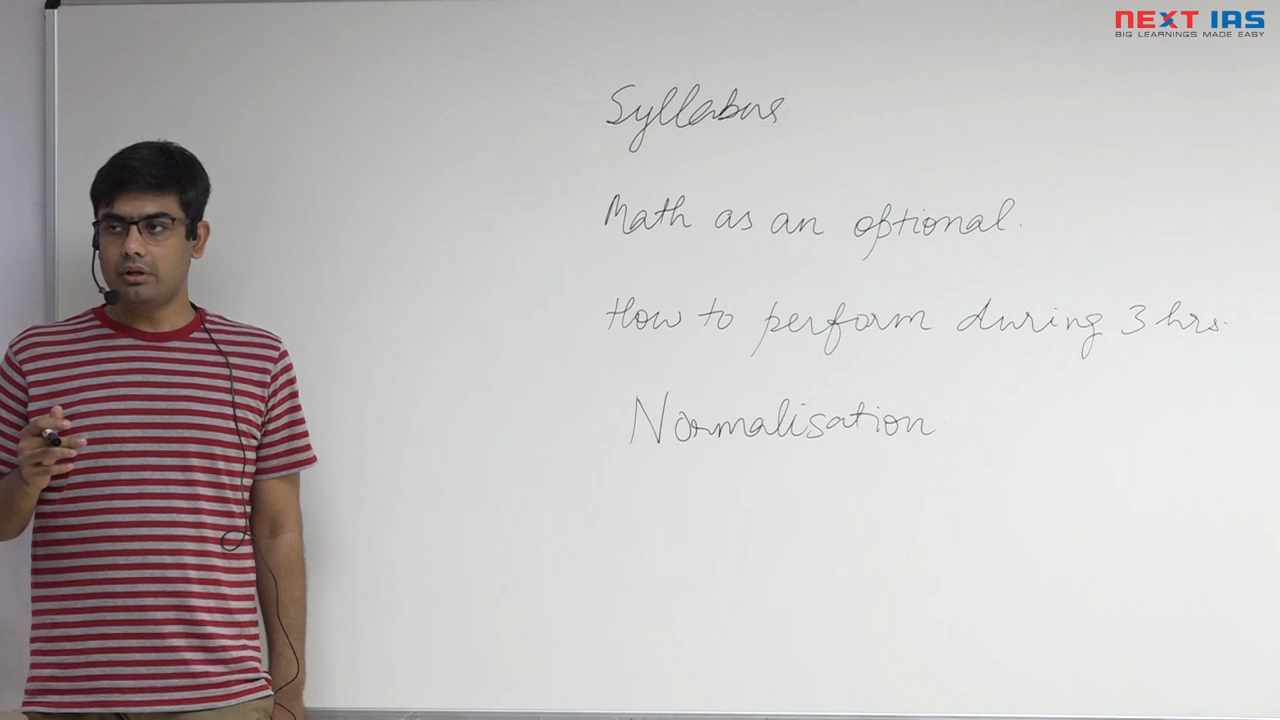 NEXT IAS
BIG LEARNINGS MADE EASY
Syllabus.
Math as an optional.
How to perform during 3 hrs.
Normalisation